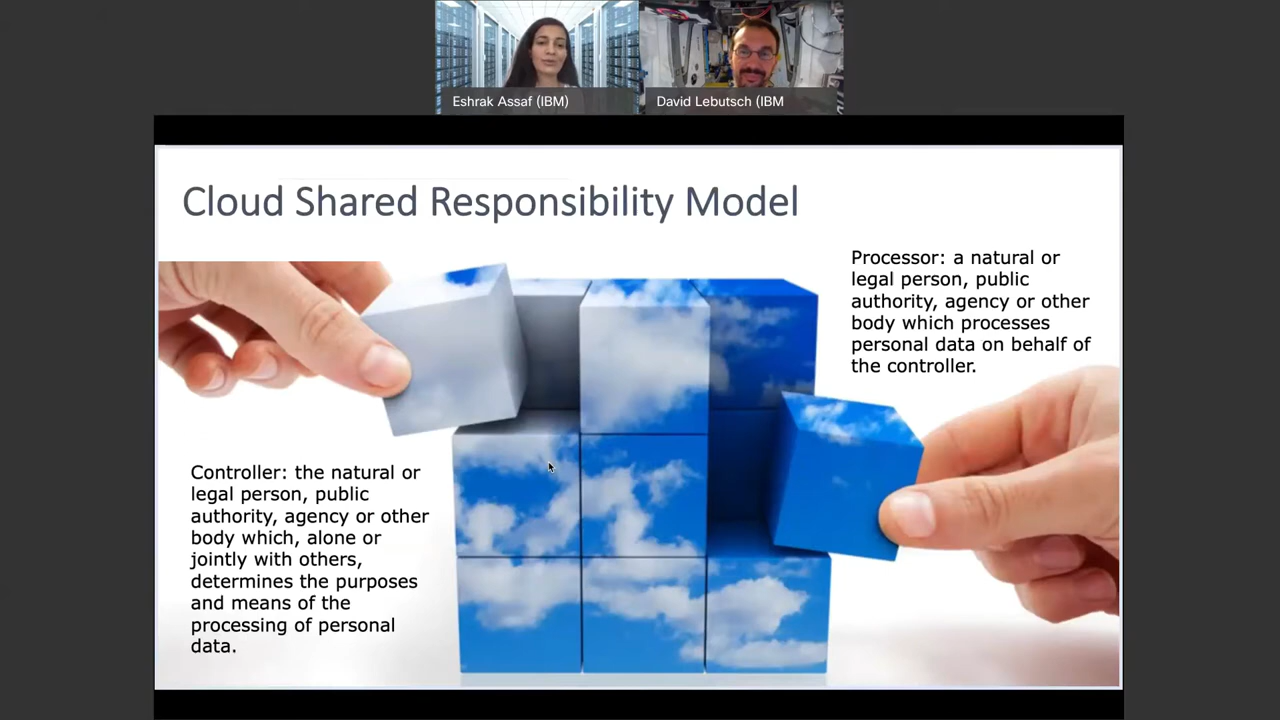 Eshrak Assaf (IBM)
David Lebutsch (IBM
Cloud Shared Responsibility Model
Processor: a natural or
legal person, public
authority, agency or other
body which processes
personal data on behalf of
the controller.
Controller: the natural or
legal person, public
authority, agency or other
body which, alone or
jointly with others,
determines the purposes
and means of the
processing of personal
data.